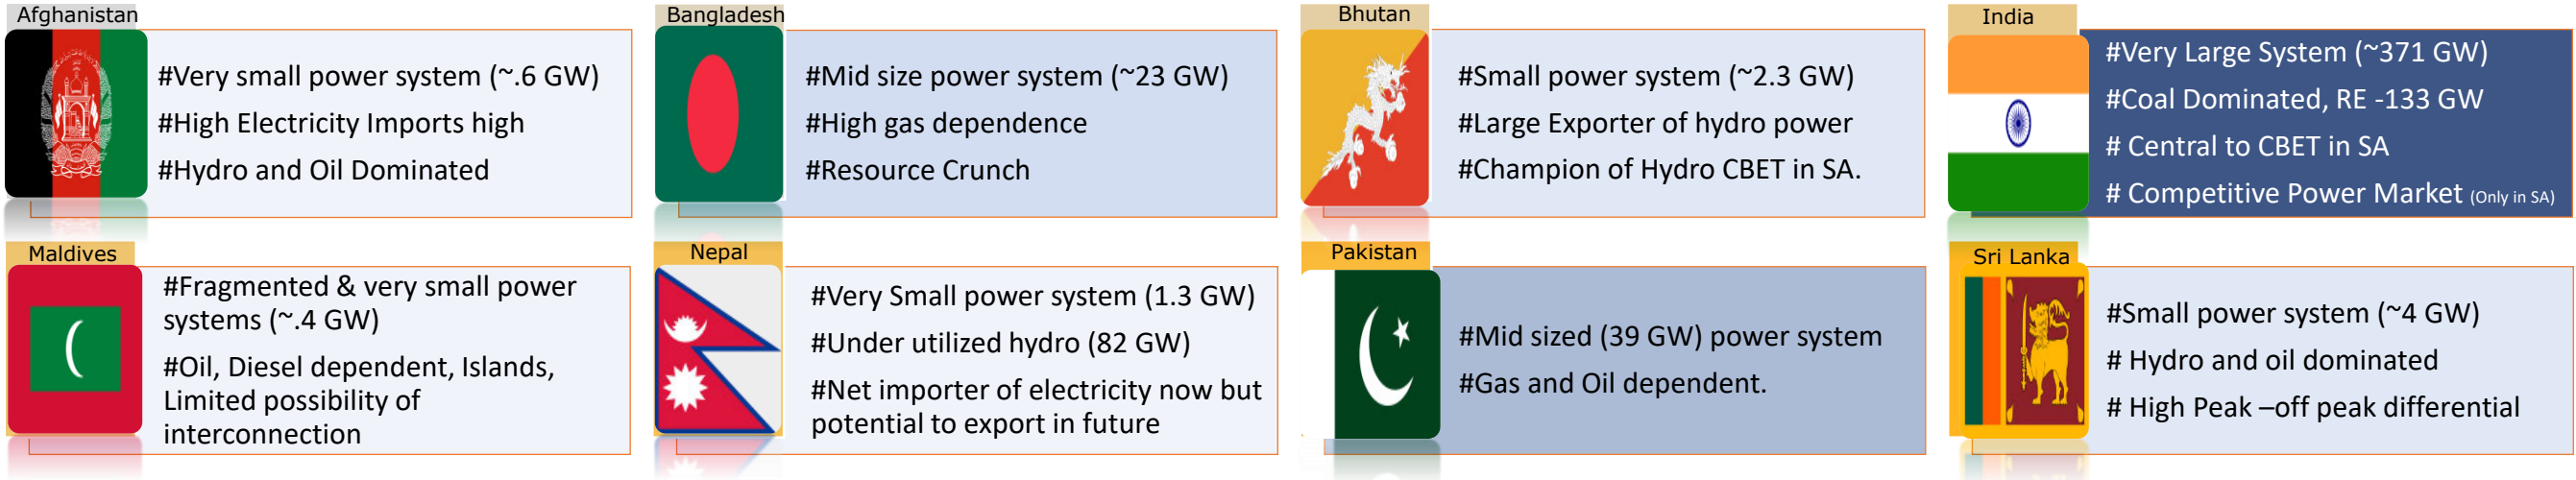 Afghanistan
#Very small power system (~.6 GW)
#High Electricity Imports high
#Hydro and Oil Dominated
Bangladesh
#Mid size power system (~23 GW)
#High gas dependence
#Resource Crunch
Bhutan
#Small power system (~2.3 GW)
#Large Exporter of hydro power
#Champion of Hydro CBET in SA.
India
#Very Large System (~371 GW)
#Coal Dominated, RE -133 GW
# Central to CBET in SA
# Competitive Power Market (Only in SA)
Maldives
#Fragmented & very small power
systems (~.4 GW)
#Oil, Diesel dependent, Islands,
Limited possibility of
interconnection
Nepal
#Very Small power system (1.3 GW)
#Under utilized hydro (82 GW)
#Net importer of electricity now but
potential to export in future
Pakistan
#Mid sized (39 GW) power system
#Gas and Oil dependent.
Sri Lanka
#Small power system (~4 GW)
# Hydro and oil dominated
# High Peak –off peak differential